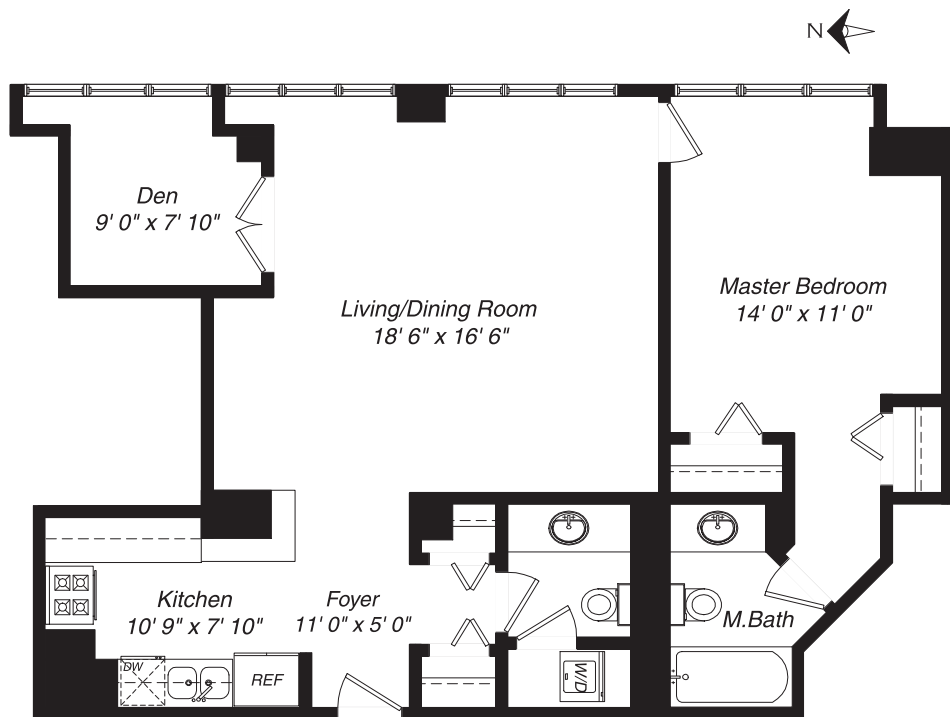 N
Den
9' 0" x 7' 10"
Living/Dining Room
18' 6" x 16' 6"
Master Bedroom
14' 0" x 11' 0"
Kitchen
10' 9" x 7' 10"
Foyer
11' 0" x 5' 0"
M.Bath
DW
REF
W/D